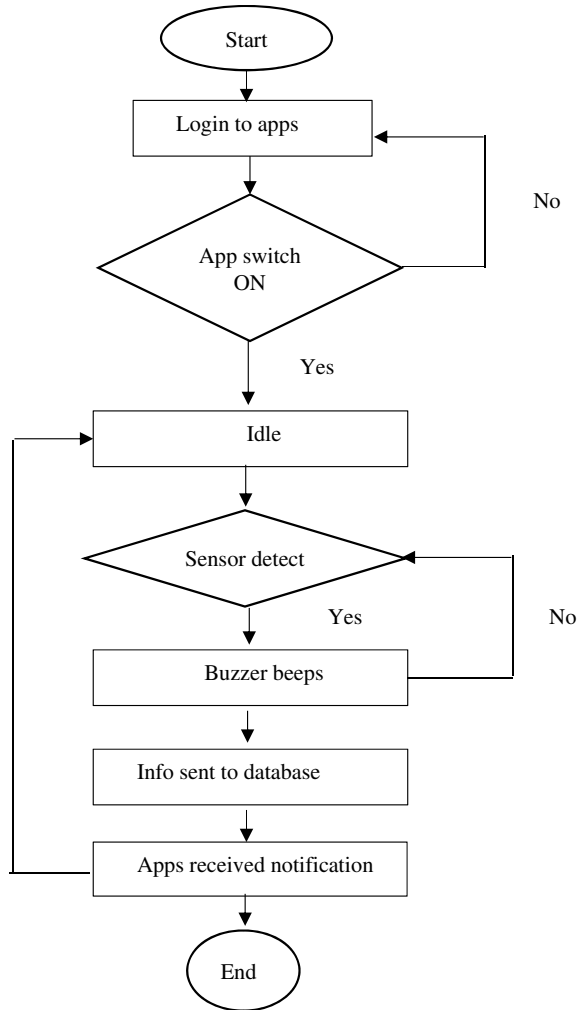 Start
Login to apps
No
App switch
ON
Yes
Idle
Sensor detect
Yes
No
Buzzer beeps
Info sent to database
Apps received notification
End